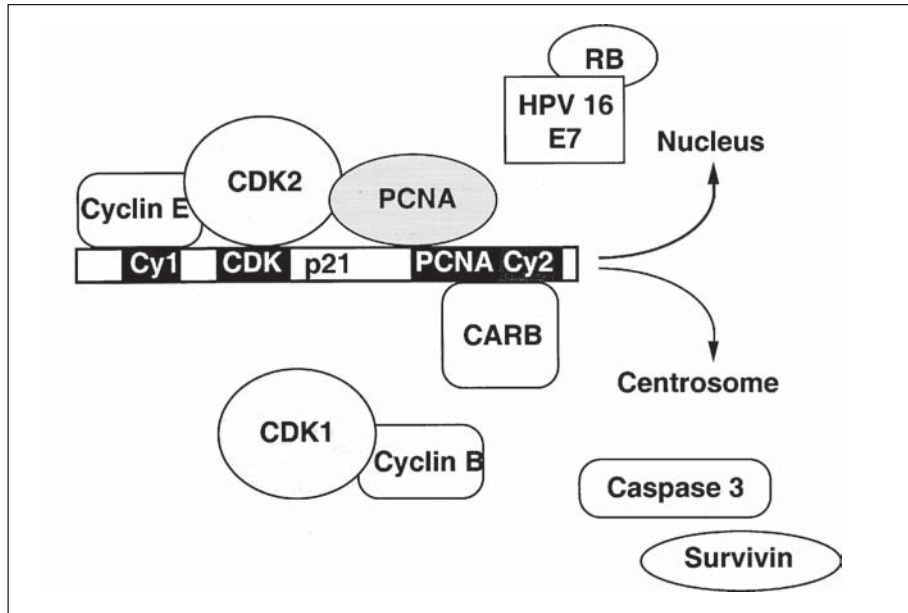 RB
HPV 16
E7
Nucleus
CDK2
PCNA
Cyclin E
Cy1 CDK p21 PCNA Cy2
CARB
Centrosome
CDK1
Cyclin B
Caspase 3
Survivin